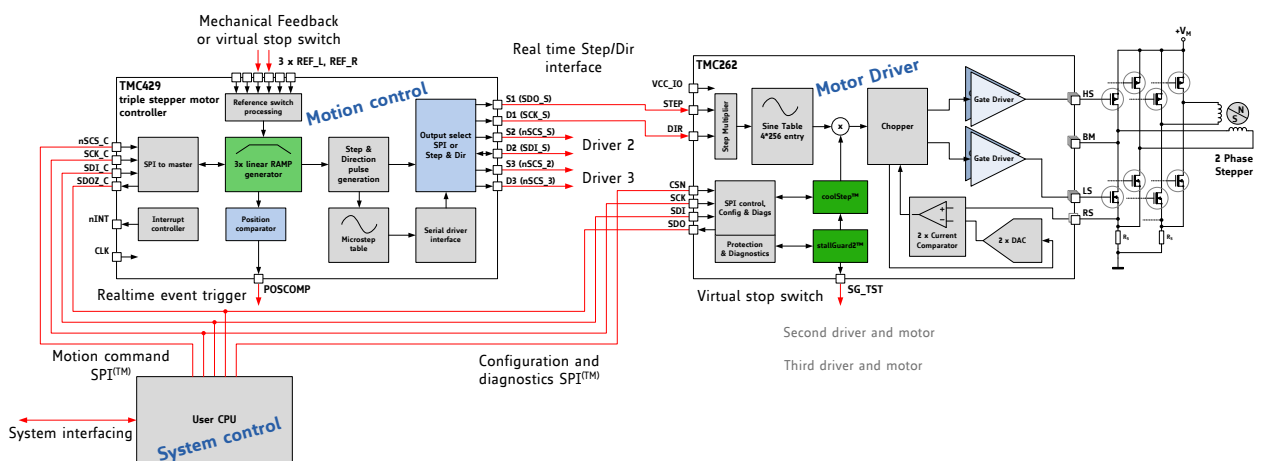 Mechanical Feedback
or virtual stop switch
3 x REF_L, REF_R
Real time Step/Dir
interface
TMC429
triple stepper motor
controller
Motion control
Reference switch
processing
nSCS_C
SCK_C
SDI_C
SDOZ_C
nINT
CLK
SPI to master
3x linear RAMP
generator
Step &
Direction
pulse
generation
Output select
SPI or
Step & Dir
Interrupt
controller
Position
comparator
Microstep
table
Serial driver
interface
S1 (SDO_S)
D1 (SCK_S)
S2 (nSCS_S)
D2 (SDI_S)
S3 (nSCS_2)
D3 (nSCS_3)
Driver 2
Driver 3
POSCOMP
Realtime event trigger
TMC262
Motor Driver
VCC_IO
STEP
DIR
CSN
SCK
SDI
SDO
Step Multiplier
Sine Table
4*256 entry
x
Chopper
Gate Driver
Gate Driver
SPI control,
Config & Diags
Protection
& Diagnostics
coolStep™
stallGuard2™
2 x Current
Comparator
2 x DAC
HS
BM
LS
RS
+VM
N
S
2 Phase
Stepper
RS
RS
SG_TST
Virtual stop switch
Second driver and motor
Third driver and motor
Motion command
SPI(TM)
Configuration and
diagnostics SPI(TM)
User CPU
System control
System interfacing